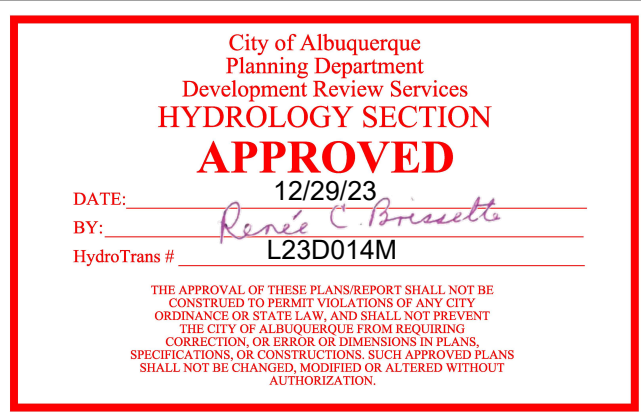 City of Albuquerque
Planning Department
Development Review Services
HYDROLOGY SECTION
APPROVED
DATE: 12/29/23
BY: Renée C. Brissette
HydroTrans # L23D014M
THE APPROVAL OF THESE PLANS/REPORT SHALL NOT BE
CONSTRUED TO PERMIT VIOLATIONS OF ANY CITY
ORDINANCE OR STATE LAW, AND SHALL NOT PREVENT
THE CITY OF ALBUQUERQUE FROM REQUIRING
CORRECTION, OR ERROR OR DIMENSIONS IN PLANS,
SPECIFICATIONS, OR CONSTRUCTIONS. SUCH APPROVED PLANS
SHALL NOT BE CHANGED, MODIFIED OR ALTERED WITHOUT
AUTHORIZATION.